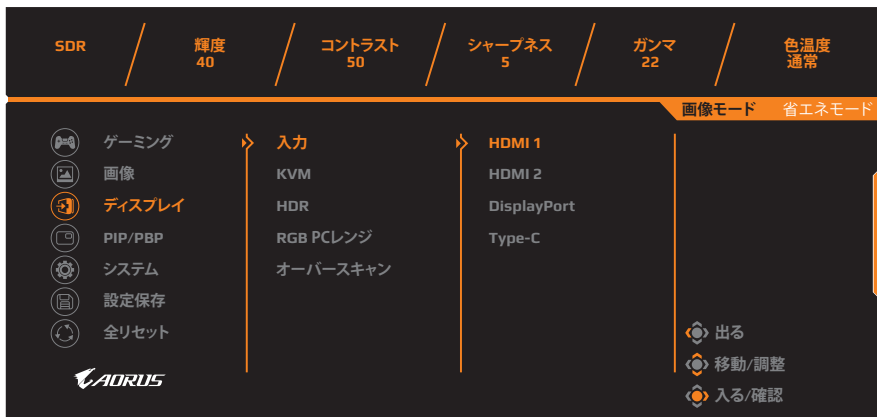 SDR
輝度
40
コントラスト
50
シャープネス
5
ガンマ
22
色温度
通常
画像モード 省エネモード
ゲーミング
画像
ディスプレイ
PIP/PBP
システム
設定保存
全リセット
入力
KVM
HDR
RGB PCレンジ
オーバースキャン
HDMI 1
HDMI 2
DisplayPort
Type-C
出る
移動/調整
入る/確認
AORUS